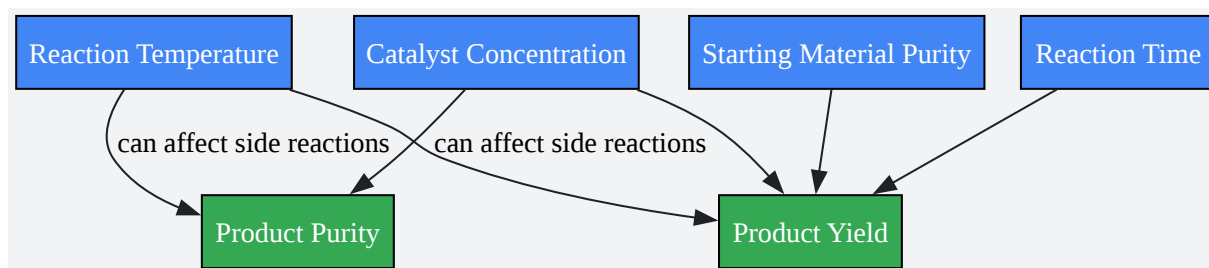 Reaction Temperature
Catalyst Concentration
Starting Material Purity
Reaction Time
can affect side reactions
can affect side reactions
Product Purity
Product Yield